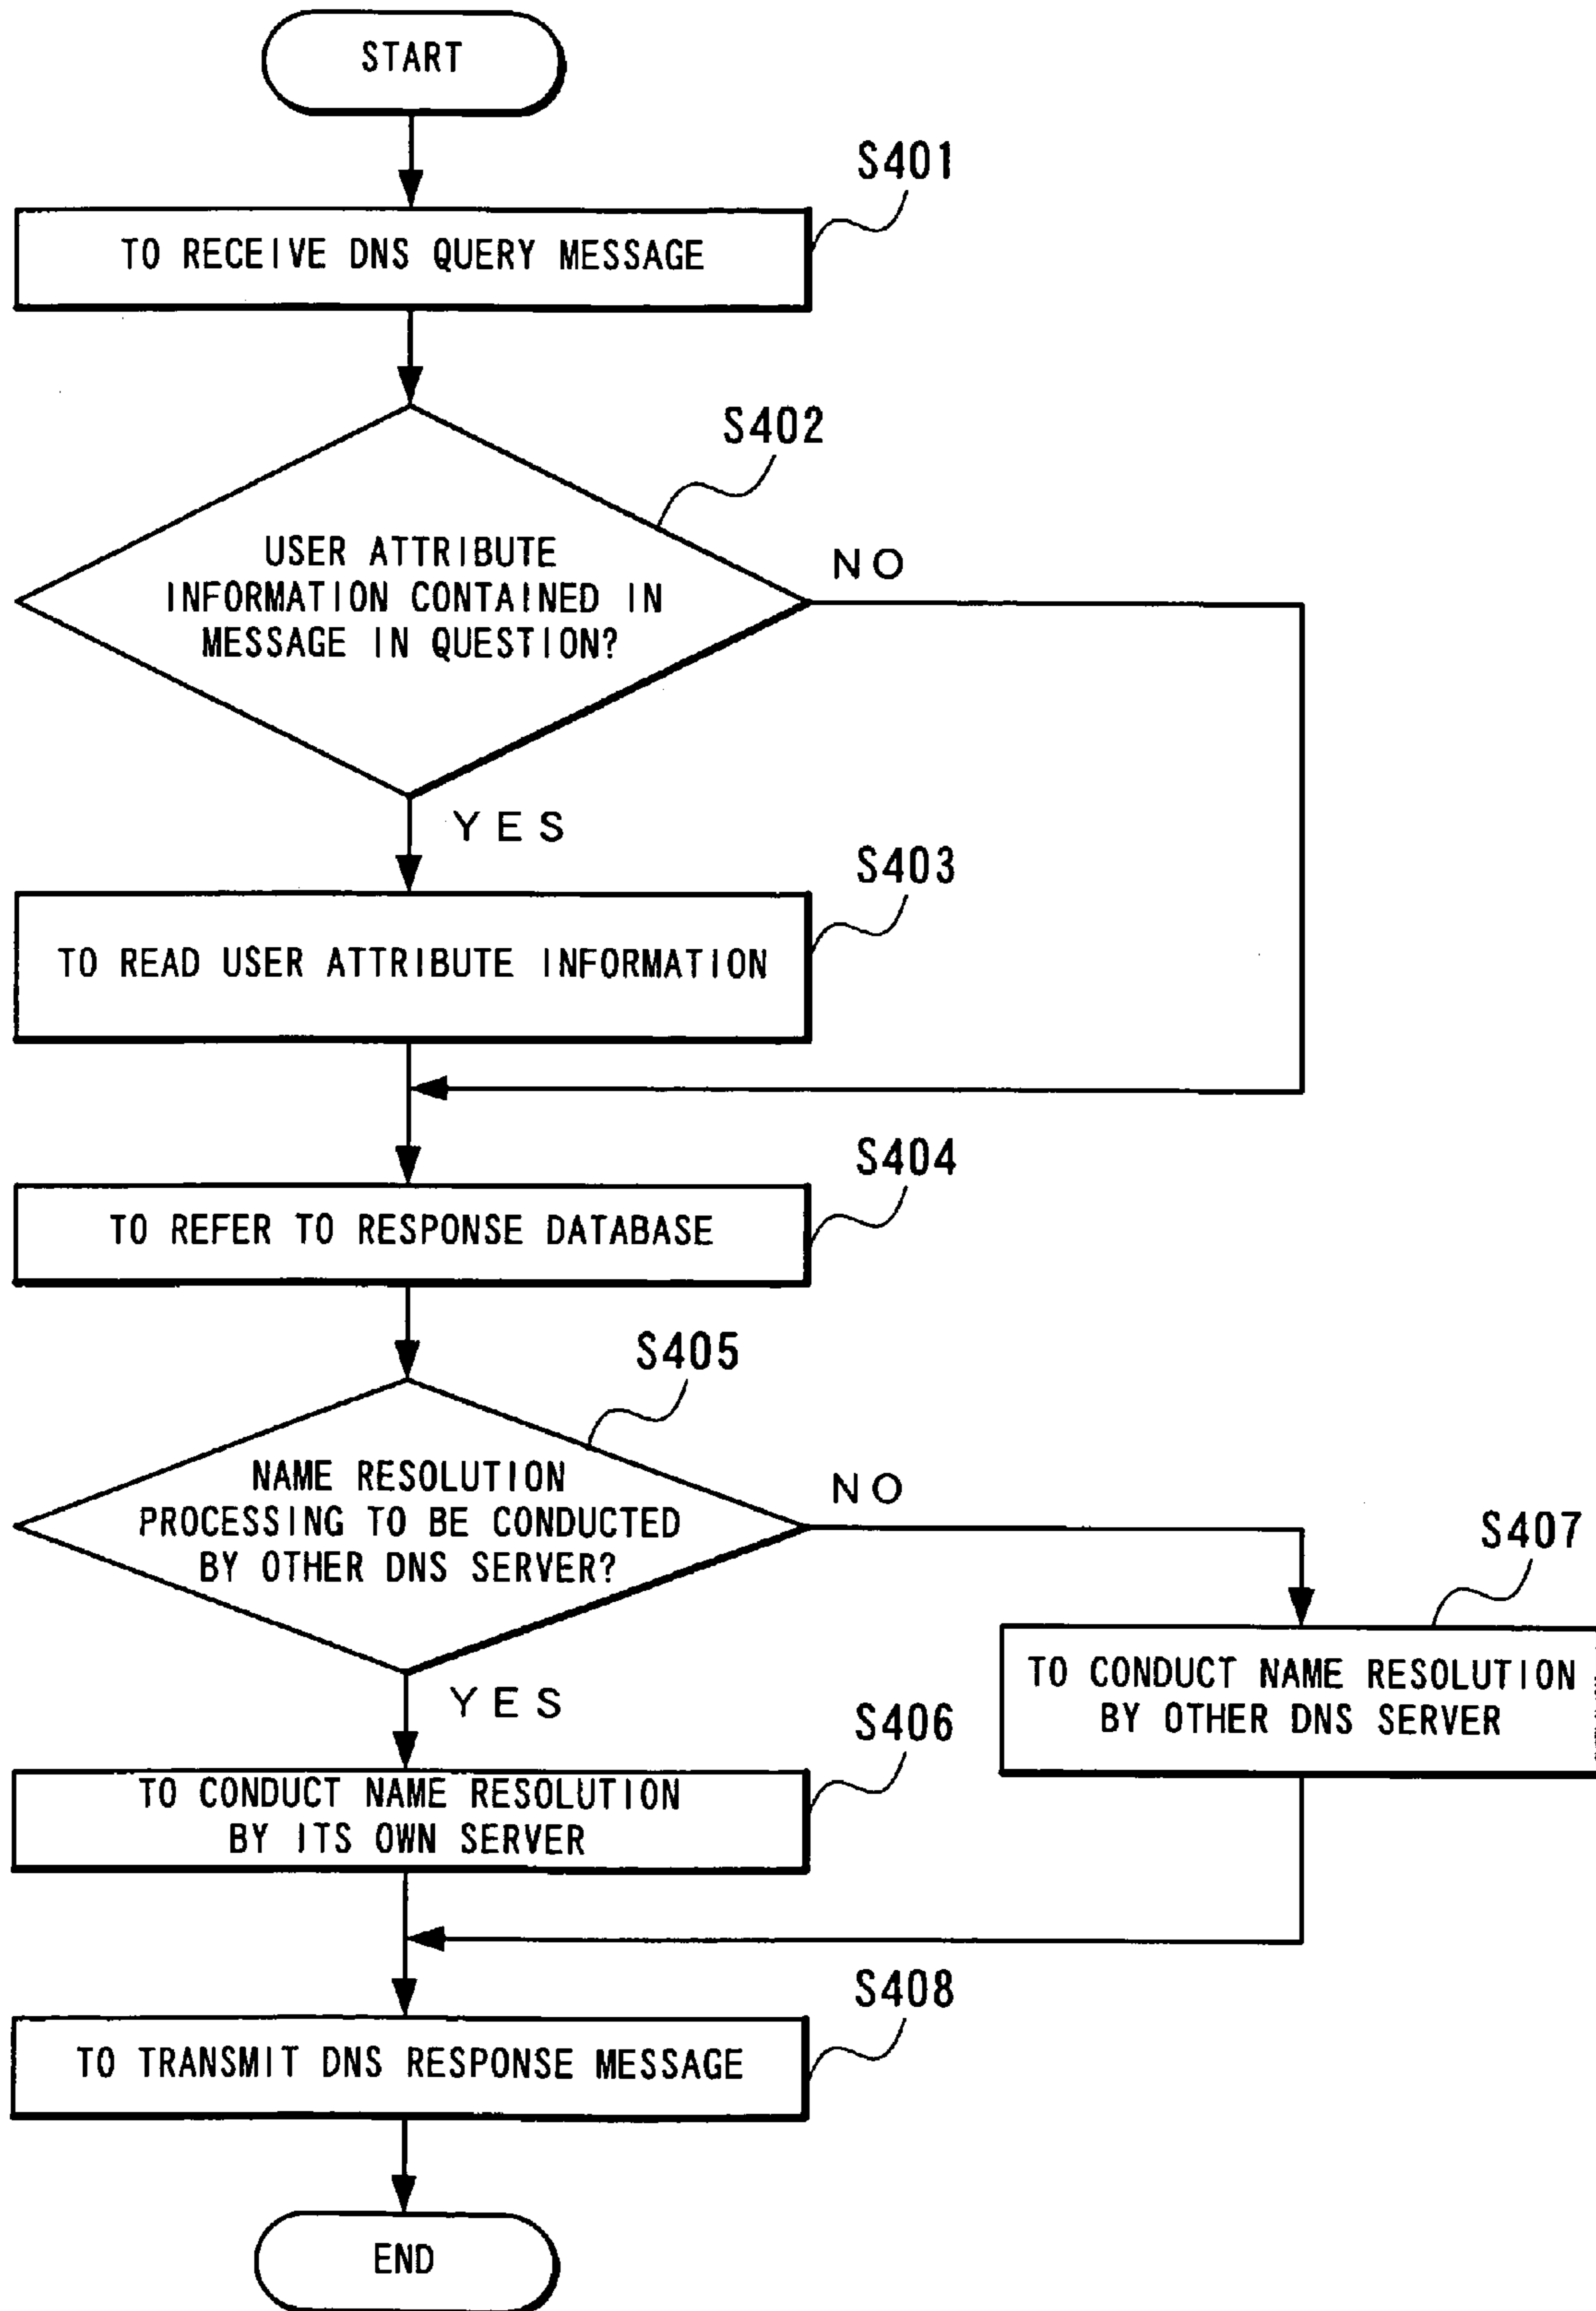 START
S401
TO RECEIVE DNS QUERY MESSAGE
S402
USER ATTRIBUTE
INFORMATION CONTAINED IN
MESSAGE IN QUESTION?
NO
YES
S403
TO READ USER ATTRIBUTE INFORMATION
S404
TO REFER TO RESPONSE DATABASE
S405
NAME RESOLUTION
PROCESSING TO BE CONDUCTED
BY OTHER DNS SERVER?
NO
S407
TO CONDUCT NAME RESOLUTION
BY OTHER DNS SERVER
YES
S406
TO CONDUCT NAME RESOLUTION
BY ITS OWN SERVER
S408
TO TRANSMIT DNS RESPONSE MESSAGE
END